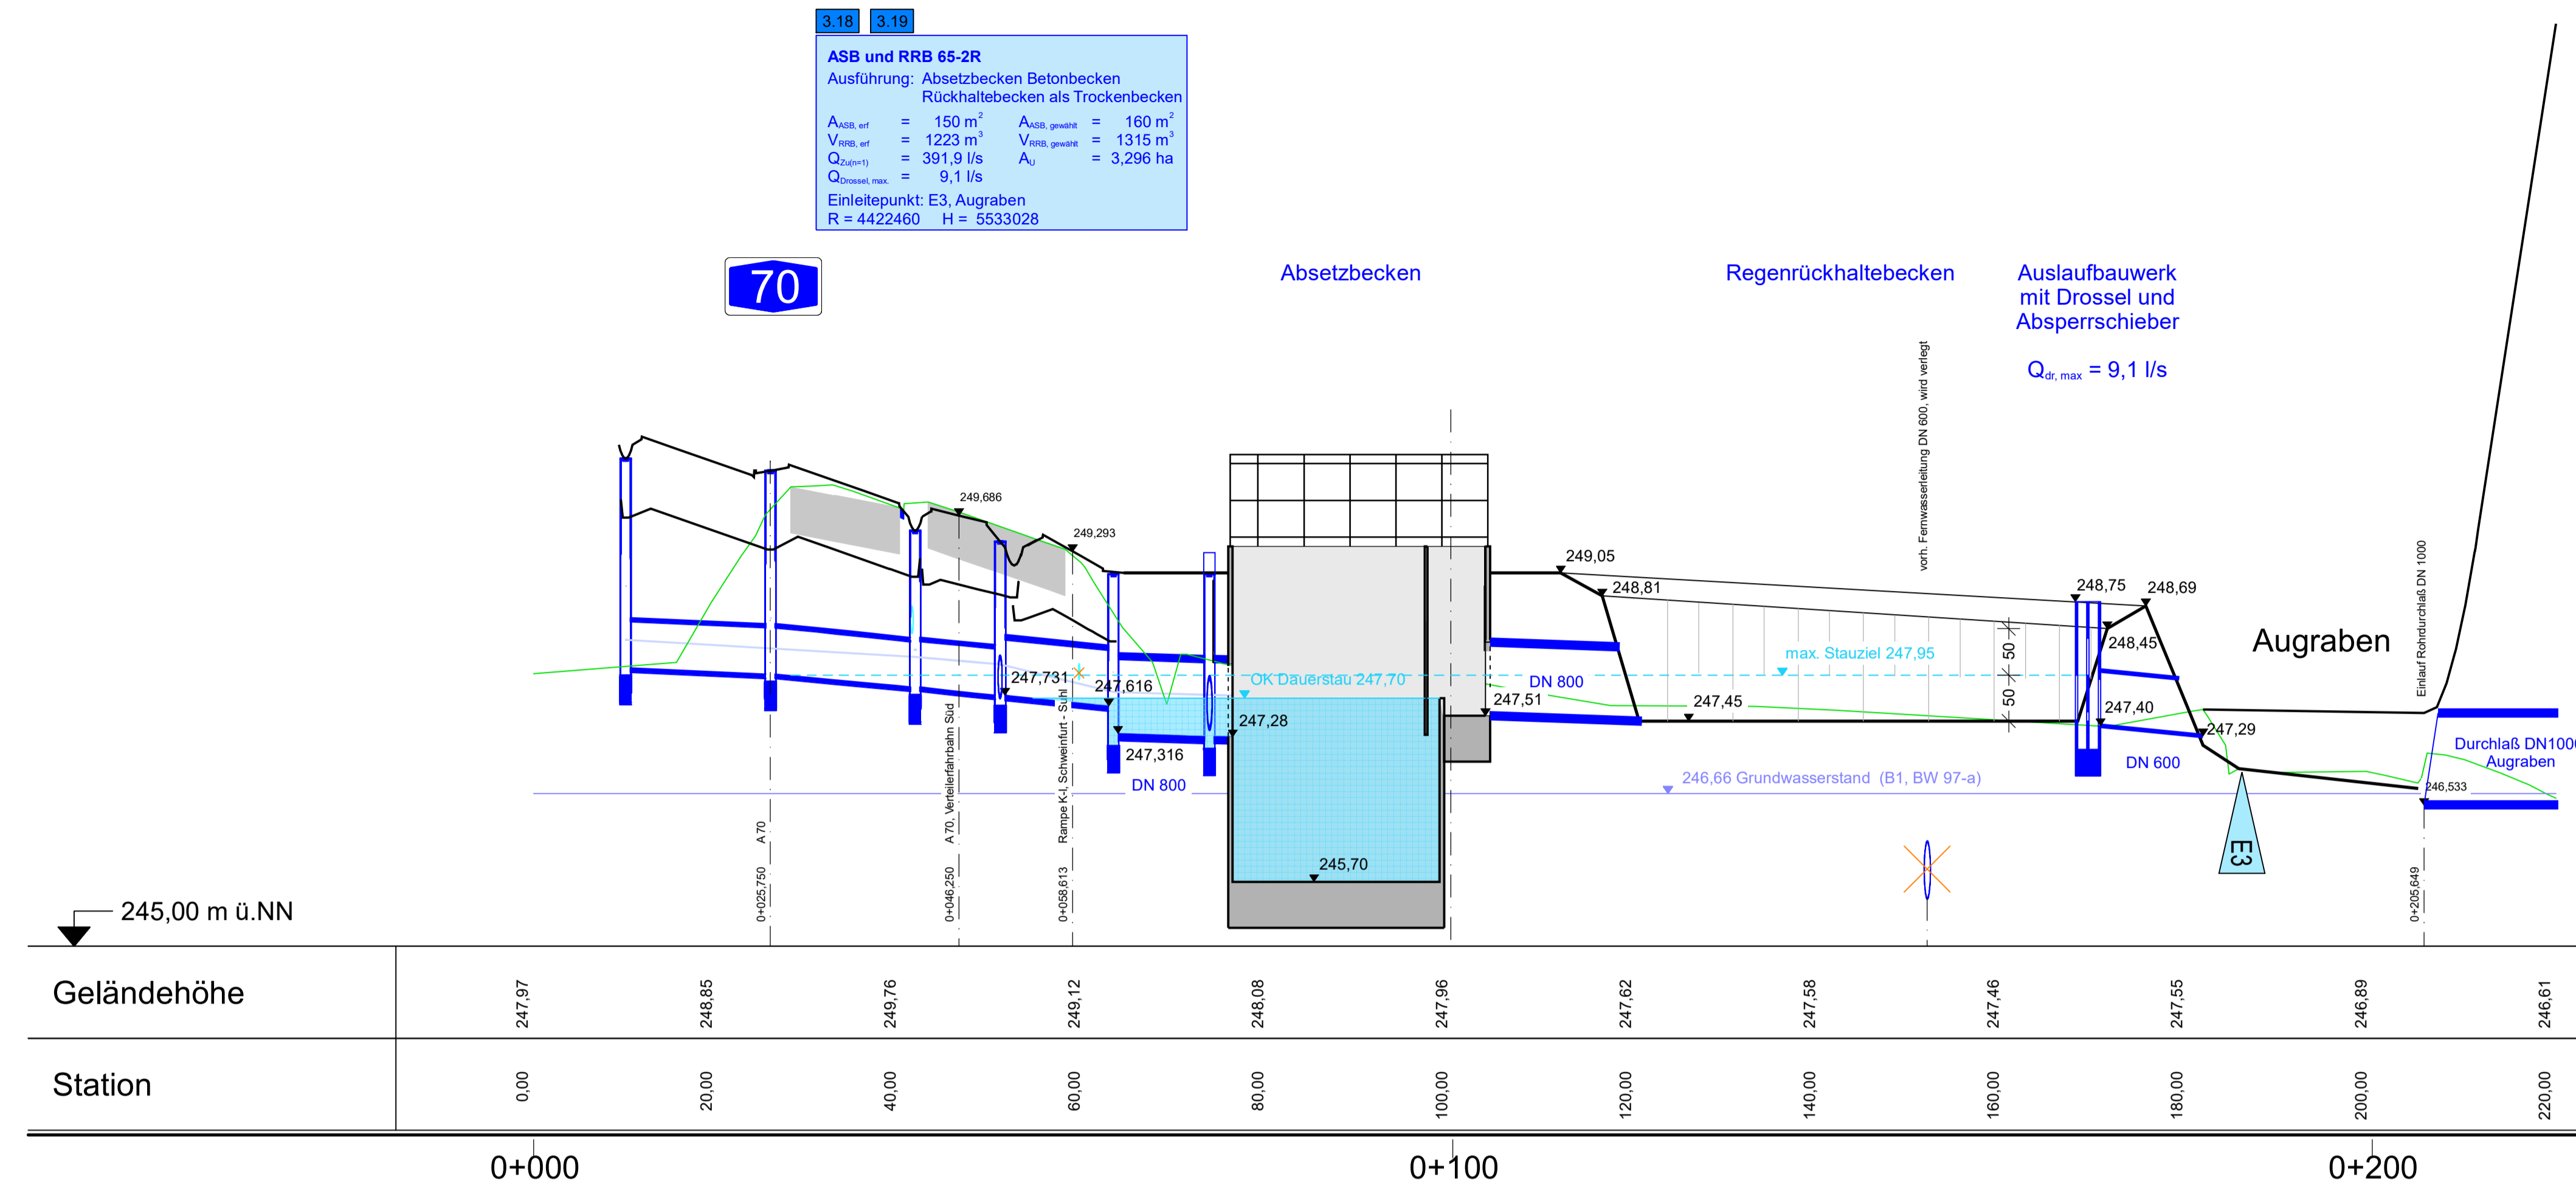 3.18 3.19
ASB und RRB 65-2R
Ausführung: Absetzbecken Betonbecken
Rückhaltebecken als Trockenbecken
A ASB, erf = 150 m² A ASB, gewählt = 160 m²
V RRB, erf = 1223 m³ V RRB, gewählt = 1315 m³
Q Zu(n=1) = 391,9 l/s A U = 3,296 ha
Q Drossel, max. = 9,1 l/s
Einleitepunkt: E3, Augraben
R = 4422460 H = 5533028
70
Absetzbecken
Regenrückhaltebecken
Auslaufbauwerk
mit Drossel und
Absperrschieber
Q dr, max = 9,1 l/s
vorh. Fernwasserleitung DN 600, wird verlegt
249,686
249,293
249,05
248,81
248,75
248,69
248,45
Augraben
Einlauf Rohrdurchlaß DN 1000
max. Stauziel 247,95
50
50
OK Dauerstau 247,70
247,731
247,616
DN 800
247,51
247,45
247,40
247,29
247,28
247,316
DN 800
DN 600
Durchlaß DN100
Augraben
246,66 Grundwasserstand (B1, BW 97-a)
246,533
245,70
E3
0+025,750 A 70
0+046,250 A 70, Verteilerfahrbahn Süd
0+058,613 Rampe K-I, Schweinfurt - Suhl
0+205,649
245,00 m ü.NN
Geländehöhe 247,97 248,85 249,76 249,12 248,08 247,96 247,62 247,58 247,46 247,55 246,89 246,61
Station 0,00 20,00 40,00 60,00 80,00 100,00 120,00 140,00 160,00 180,00 200,00 220,00
0+000 0+100 0+200